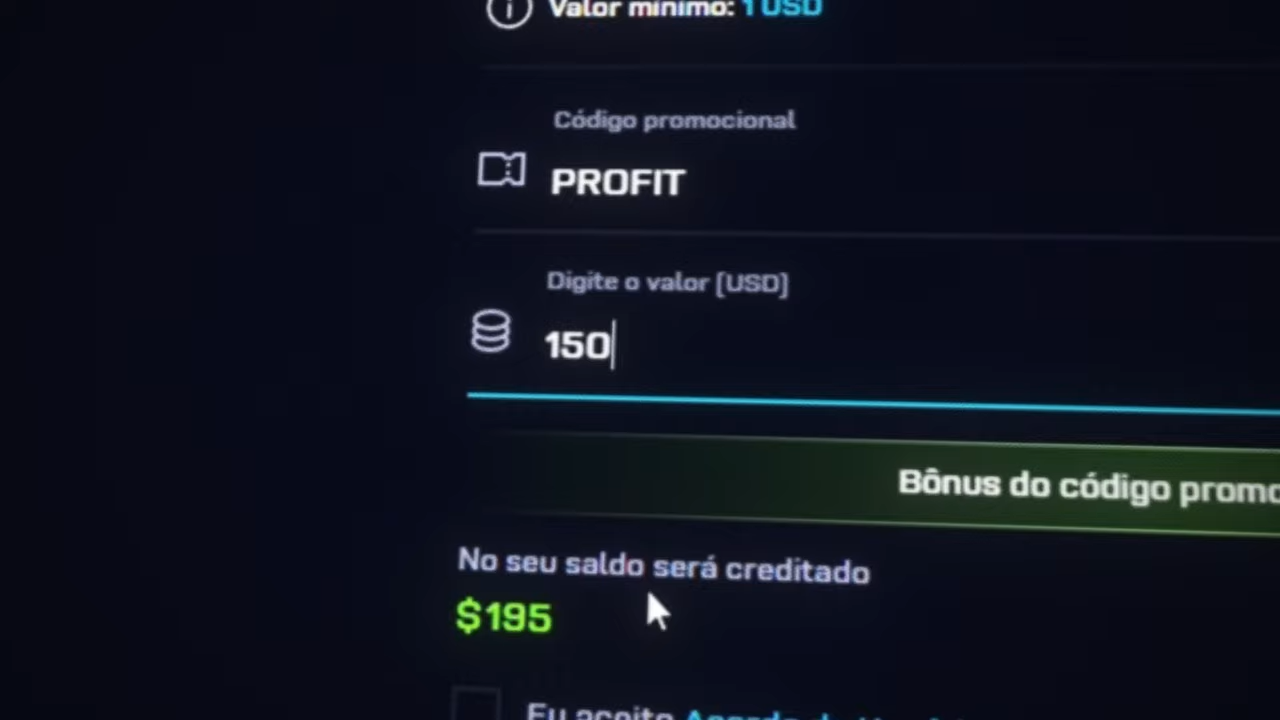 Valor mínimo: 1 USD
Código promocional
PROFIT
Digite o valor [USD]
150
Bônus do código promo
No seu saldo será creditado
$195
Eu aceito